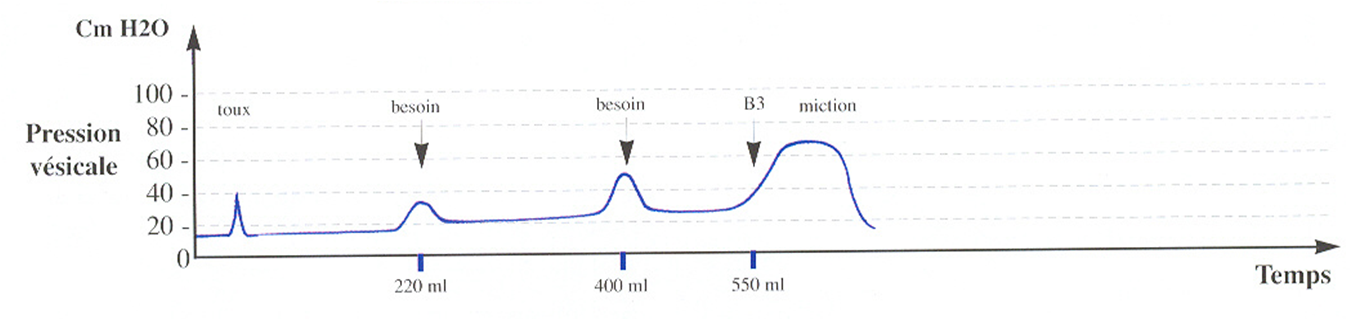 Cm H2O
100
toux
besoin
besoin
B3
miction
80
Pression
vésicale
60
40
20
0
220 ml
400 ml
550 ml
Temps